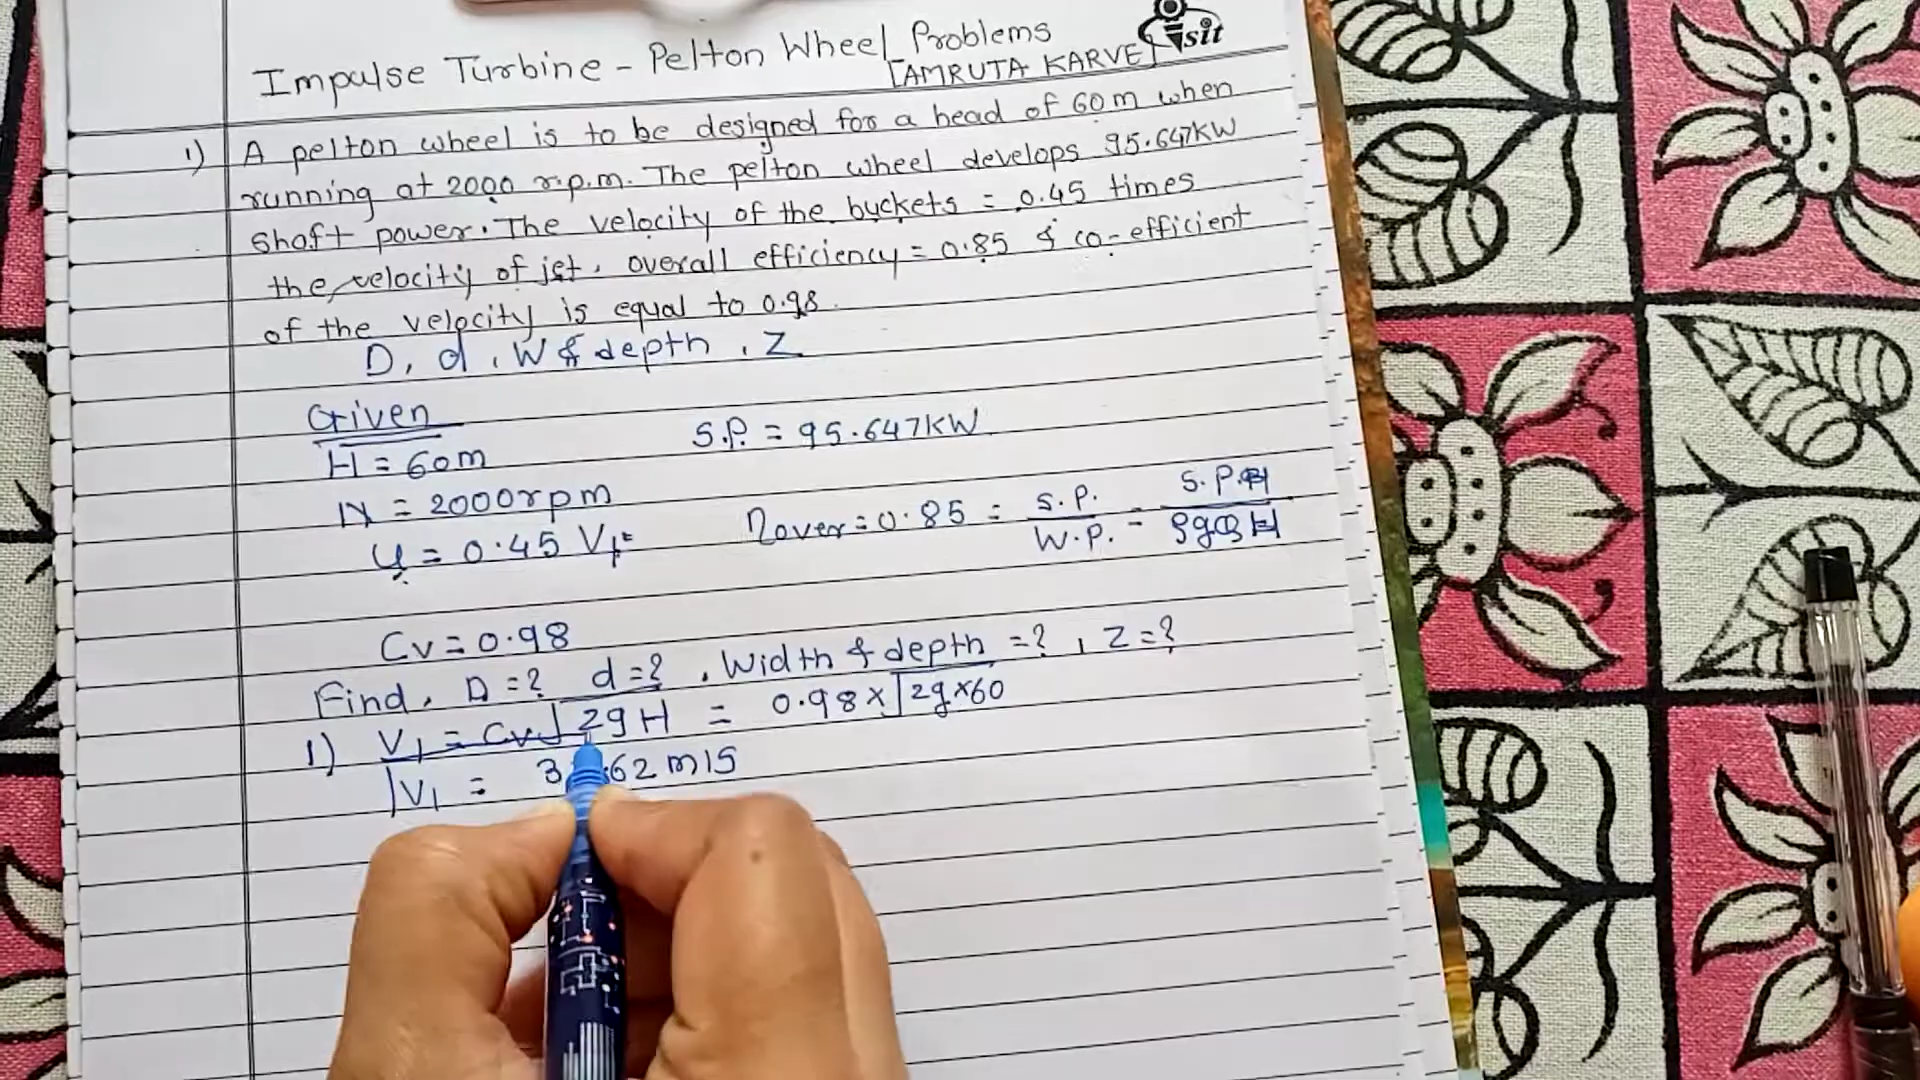 Impulse Turbine - Pelton Wheel Problems
[AMRUTA KARVE]
isit
1) A pelton wheel is to be designed for a head of 60m when
running at 2000 r.p.m. The pelton wheel develops 95.647KW
shaft power. The velocity of the buckets = 0.45 times
the velocity of jet, overall efficiency = 0.85 & co-efficient
of the velocity is equal to 0.98.
D, d, W & depth, Z
Given
H = 60m
S.P. = 95.647KW
N = 2000rpm
u = 0.45 V1 =
ηover = 0.85 = S.P. / W.P. = S.P. / ρgQH
Cv = 0.98
Find, D = ? d = ?, Width & depth = ?, Z = ?
1) V1 = Cv√2gH = 0.98 × √2g×60
V1 = 3 .62 m/s